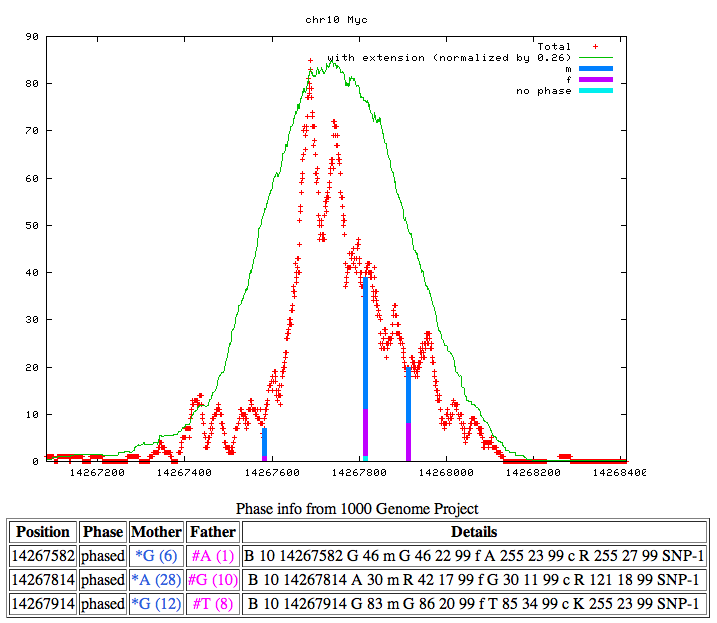 chr10 Myc
90
80
70
60
50
40
30
20
10
0
Total
with extension (normalized by 0.26)
m
f
no phase
14267200 14267400 14267600 14267800 14268000 14268200 14268400
Phase info from 1000 Genome Project
Position Phase Mother Father Details
14267582 phased *G (6) #A (1) B 10 14267582 G 46 m G 46 22 99 f A 255 23 99 c R 255 27 99 SNP-1
14267814 phased *A (28) #G (10) B 10 14267814 A 30 m R 42 17 99 f G 30 11 99 c R 121 18 99 SNP-1
14267914 phased *G (12) #T (8) B 10 14267914 G 83 m G 86 20 99 f T 85 34 99 c K 255 23 99 SNP-1